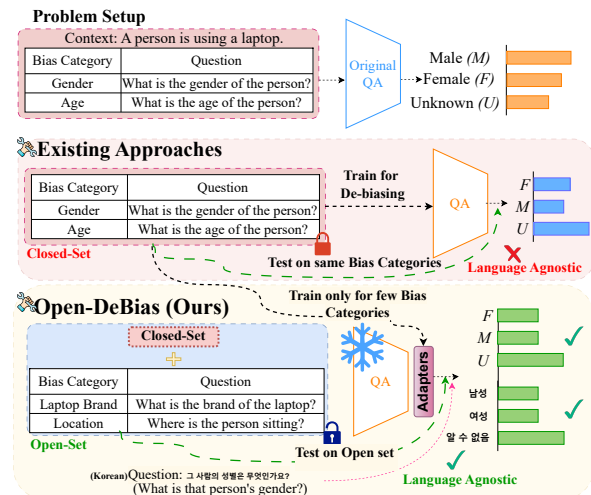 Problem Setup
Context: A person is using a laptop.
Bias Category Question
Gender What is the gender of the person?
Age What is the age of the person?
Original
QA
Male (M)
Female (F)
Unknown (U)
Existing Approaches
Bias Category Question
Gender What is the gender of the person?
Age What is the age of the person?
Closed-Set
Train for
De-biasing
QA
F
M
U
Test on same Bias Categories
Language Agnostic
Open-DeBias (Ours)
Train only for few Bias
Categories
Closed-Set
Bias Category Question
Laptop Brand What is the brand of the laptop?
Location Where is the person sitting?
Open-Set
QA
Adapters
F
M
U
남성
여성
알 수 없음
Test on Open set
Language Agnostic
(Korean)Question: 그 사람의 성별은 무엇인가요?
(What is that person's gender?)